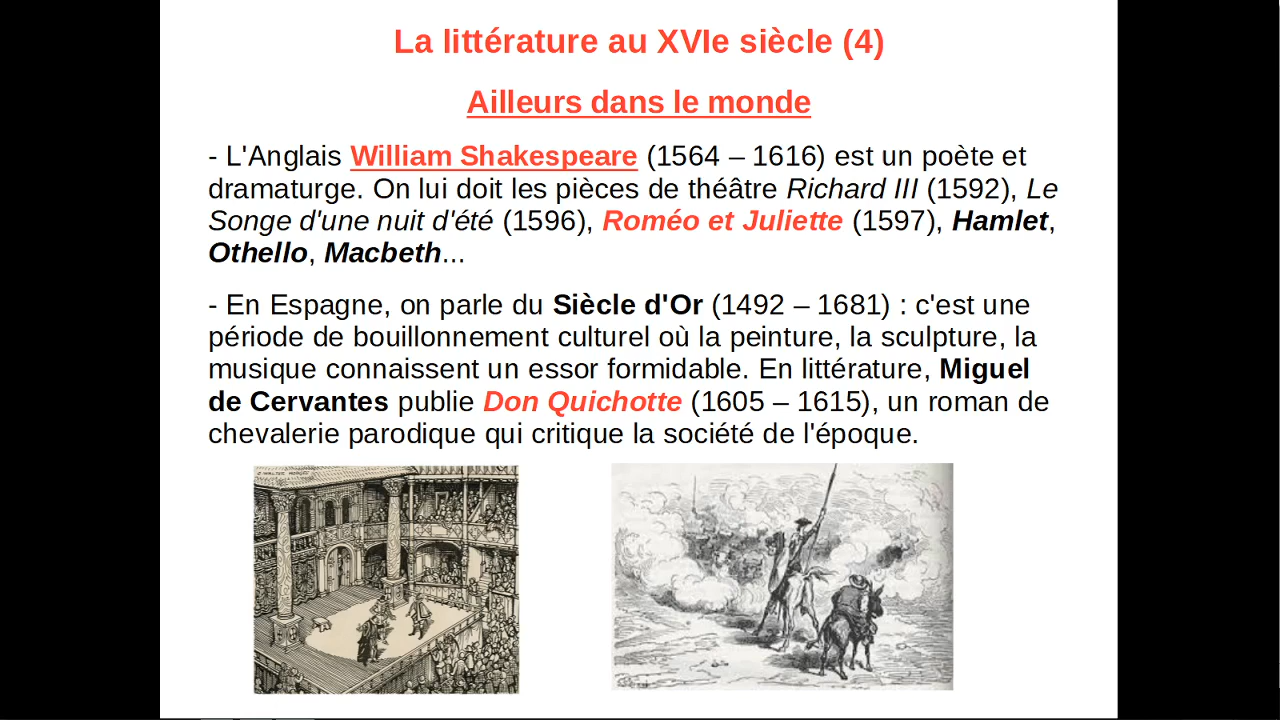 La littérature au XVIe siècle (4)
Ailleurs dans le monde
- L'Anglais William Shakespeare (1564 – 1616) est un poète et
dramaturge. On lui doit les pièces de théâtre Richard III (1592), Le
Songe d'une nuit d'été (1596), Roméo et Juliette (1597), Hamlet,
Othello, Macbeth...
- En Espagne, on parle du Siècle d'Or (1492 – 1681) : c'est une
période de bouillonnement culturel où la peinture, la sculpture, la
musique connaissent un essor formidable. En littérature, Miguel
de Cervantes publie Don Quichotte (1605 – 1615), un roman de
chevalerie parodique qui critique la société de l'époque.